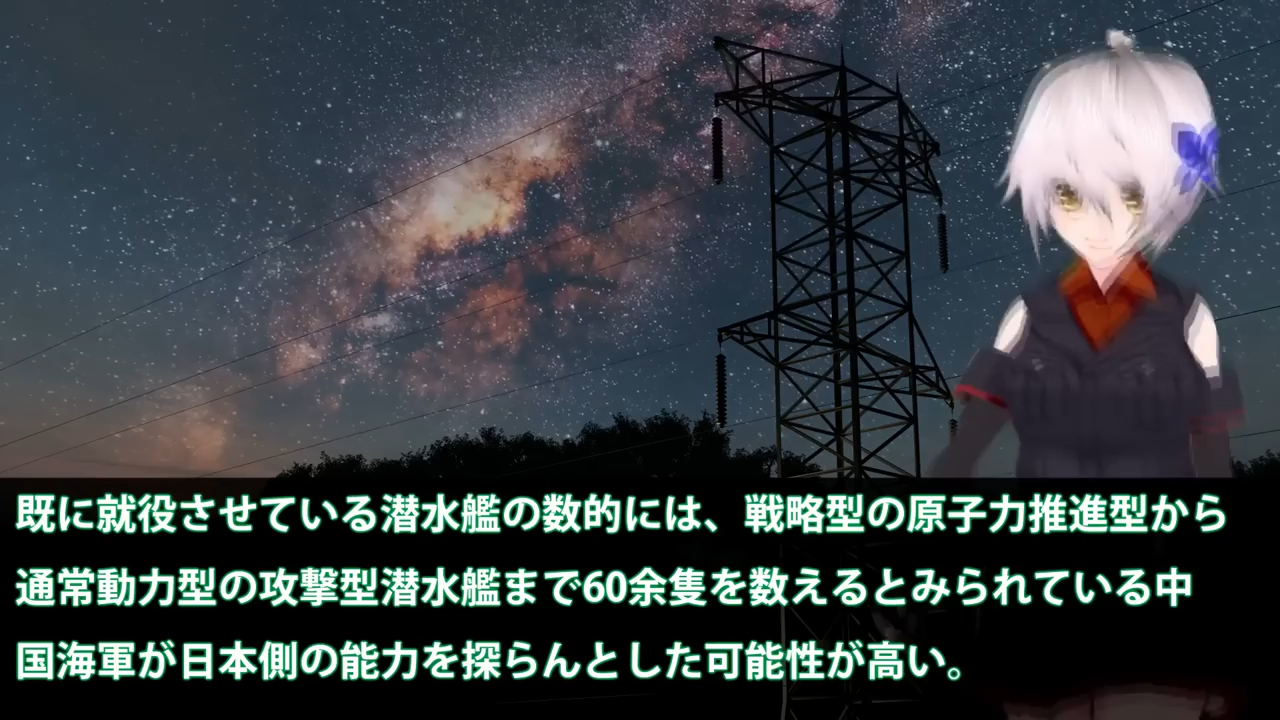 既に就役させている潜水艦の数的には、戦略型の原子力推進型から
通常動力型の攻撃型潜水艦まで60余隻を数えるとみられている中
国海軍が日本側の能力を探らんとした可能性が高い。